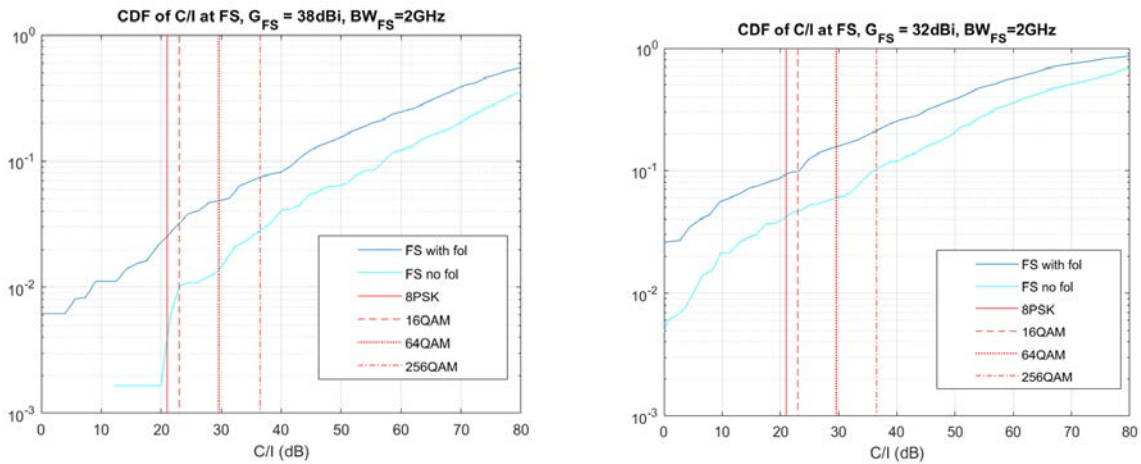 CDF of C/I at FS, G_FS = 38dBi, BW_FS=2GHz
10^0
10^-1
10^-2
10^-3
FS with fol
FS no fol
8PSK
16QAM
64QAM
256QAM
0 10 20 30 40 50 60 70 80
C/I (dB)
CDF of C/I at FS, G_FS = 32dBi, BW_FS=2GHz
10^0
10^-1
10^-2
10^-3
FS with fol
FS no fol
8PSK
16QAM
64QAM
256QAM
0 10 20 30 40 50 60 70 80
C/I (dB)